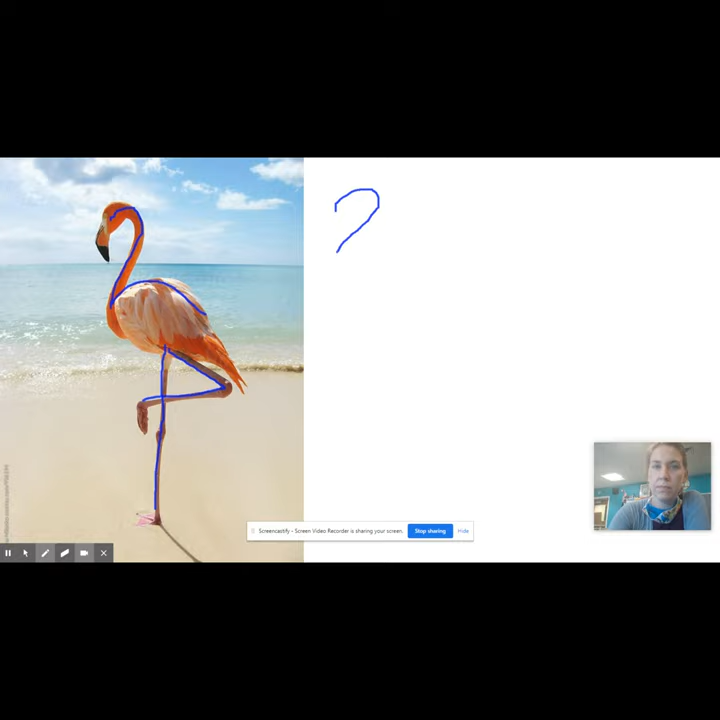 Screencastify - Screen Video Recorder is sharing your screen.
Stop sharing
Hide